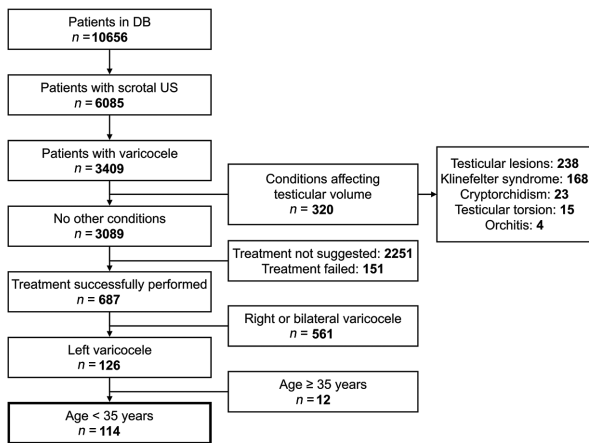 Patients in DB
n = 10656
Patients with scrotal US
n = 6085
Patients with varicocele
n = 3409
Conditions affecting
testicular volume
n = 320
Testicular lesions: 238
Klinefelter syndrome: 168
Cryptorchidism: 23
Testicular torsion: 15
Orchitis: 4
No other conditions
n = 3089
Treatment not suggested: 2251
Treatment failed: 151
Treatment successfully performed
n = 687
Right or bilateral varicocele
n = 561
Left varicocele
n = 126
Age ≥ 35 years
n = 12
Age < 35 years
n = 114